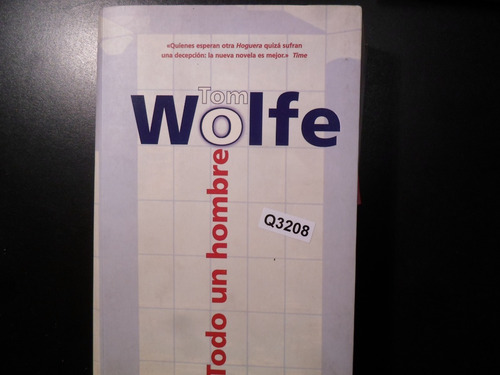 «Quienes esperan otra Hoguera quizá sufran
una decepción: la nueva novela es mejor.» Time
Tom
Wolfe
Todo un hombre
Q3208